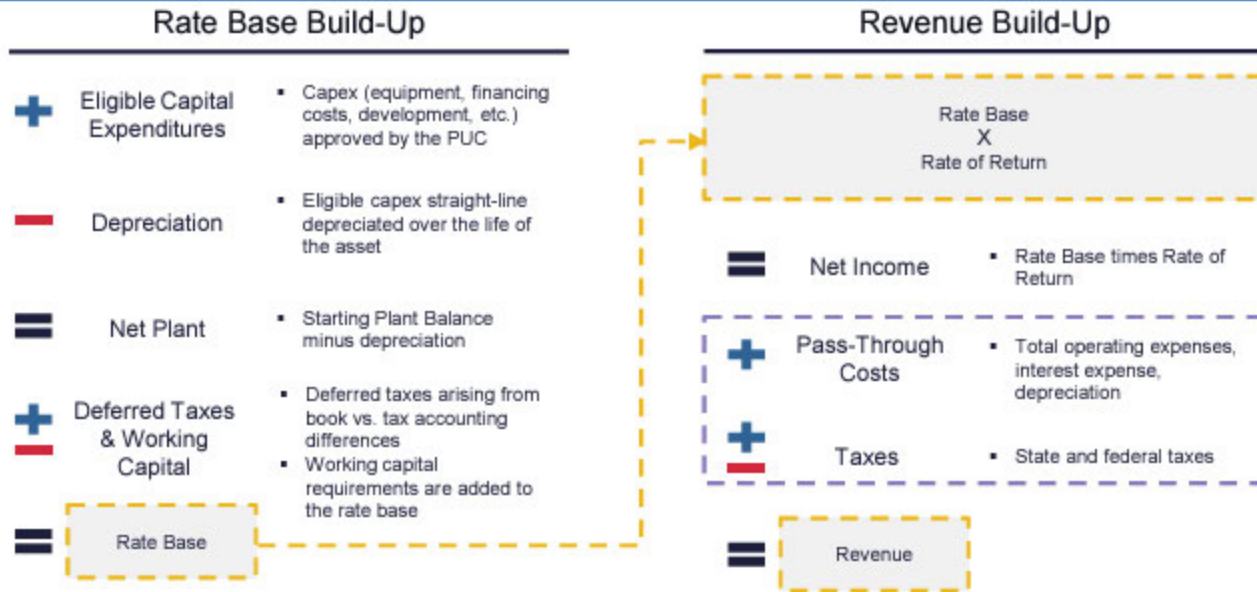 Rate Base Build-Up
Eligible Capital
Expenditures
▪ Capex (equipment, financing
costs, development, etc.)
approved by the PUC
Depreciation
▪ Eligible capex straight-line
depreciated over the life of
the asset
Net Plant
▪ Starting Plant Balance
minus depreciation
Deferred Taxes
& Working
Capital
▪ Deferred taxes arising from
book vs. tax accounting
differences
▪ Working capital
requirements are added to
the rate base
Rate Base
Revenue Build-Up
Rate Base
X
Rate of Return
Net Income
▪ Rate Base times Rate of
Return
Pass-Through
Costs
▪ Total operating expenses,
interest expense,
depreciation
Taxes
▪ State and federal taxes
Revenue